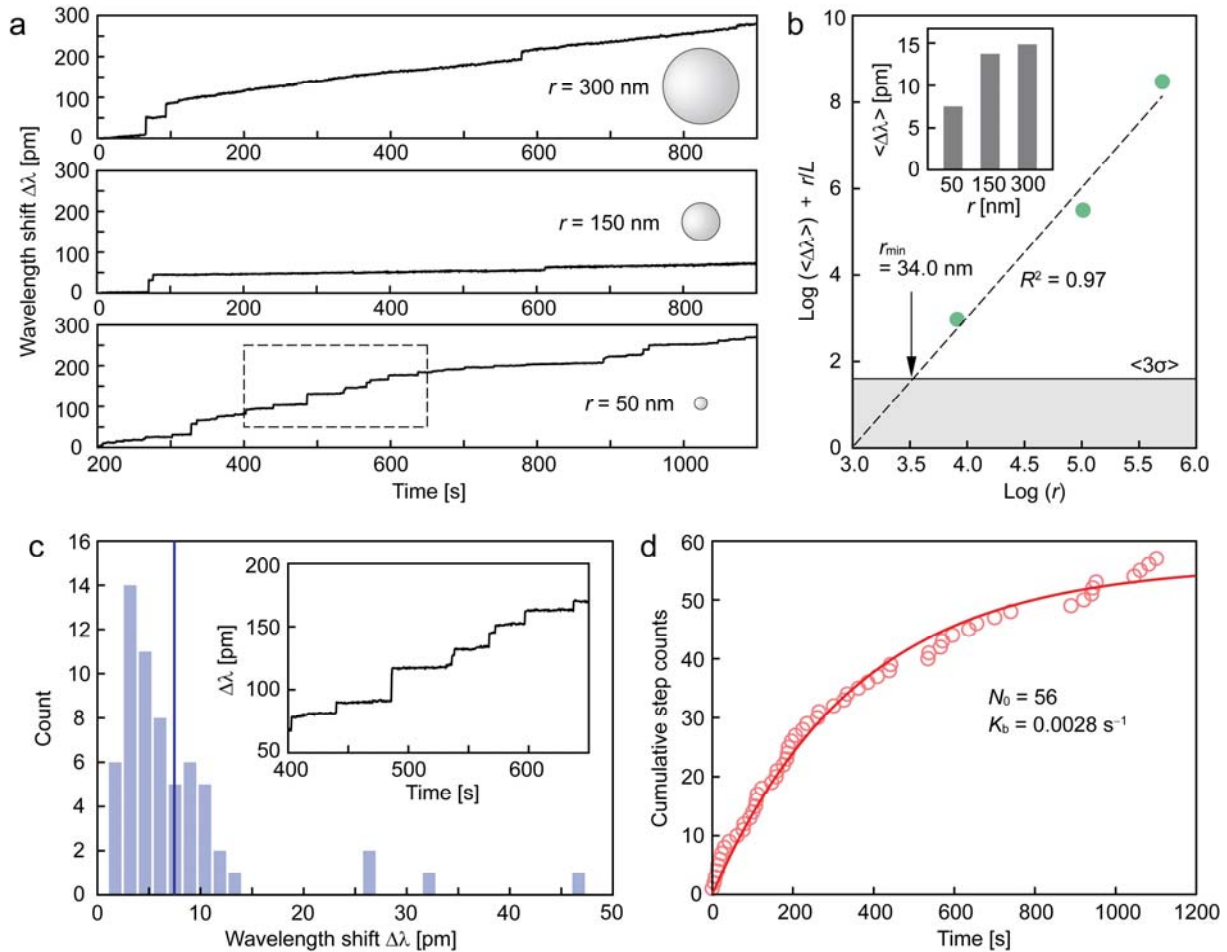 a
Wavelength shift Δλ [pm]
300
200
100
0
0 200 400 600 800
r = 300 nm
300
200
100
0
0 200 400 600 800
r = 150 nm
300
200
100
0
200 400 600 800 1000
r = 50 nm
Time [s]
b
Log (<Δλ>) + r/L
10
8
6
4
2
0
3.0 3.5 4.0 4.5 5.0 5.5 6.0
Log (r)
<Δλ> [pm]
15
10
5
0
50 150 300
r [nm]
rmin
= 34.0 nm
R² = 0.97
<3σ>
c
Count
16
14
12
10
8
6
4
2
0
0 10 20 30 40 50
Wavelength shift Δλ [pm]
Δλ [pm]
200
150
100
50
400 500 600
Time [s]
d
Cumulative step counts
60
50
40
30
20
10
0
0 200 400 600 800 1000 1200
Time [s]
N₀ = 56
Kb = 0.0028 s⁻¹